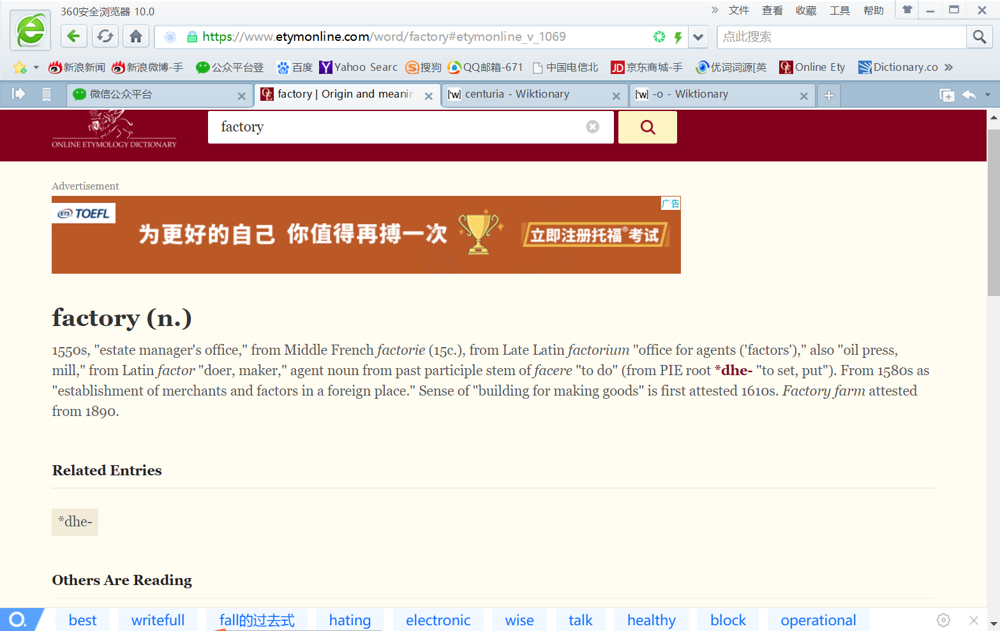 360安全浏览器 10.0
文件 查看 收藏 工具 帮助
https://www.etymonline.com/word/factory#etymonline_v_1069
点此搜索
新浪新闻 新浪微博-手 公众平台登 百度 Yahoo Searc 搜狗 QQ邮箱-671 中国电信北 京东商城-手 优词词源[英 Online Ety Dictionary.co
微信公众平台 factory | Origin and meanin centuria - Wiktionary -o - Wiktionary
factory
ONLINE ETYMOLOGY DICTIONARY
Advertisement
广告
ETS TOEFL
为更好的自己 你值得再搏一次 立即注册托福®考试
factory (n.)
1550s, "estate manager's office," from Middle French factorie (15c.), from Late Latin factorium "office for agents ('factors')," also "oil press,
mill," from Latin factor "doer, maker," agent noun from past participle stem of facere "to do" (from PIE root *dhe- "to set, put"). From 1580s as
"establishment of merchants and factors in a foreign place." Sense of "building for making goods" is first attested 1610s. Factory farm attested
from 1890.
Related Entries
*dhe-
Others Are Reading
best writefull fall的过去式 hating electronic wise talk healthy block operational